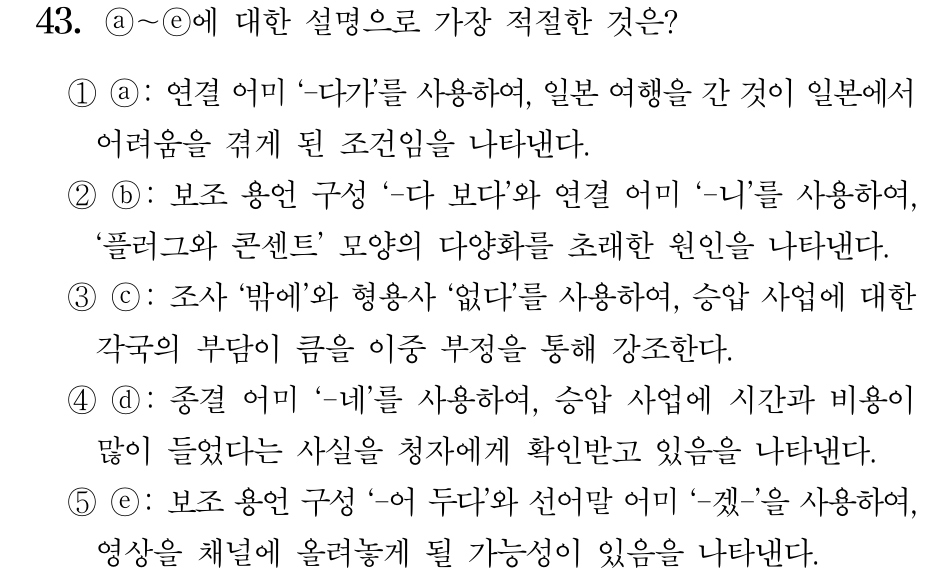 43. ⓐ~ⓔ에 대한 설명으로 가장 적절한 것은?
① ⓐ: 연결 어미 ‘-다가’를 사용하여, 일본 여행을 간 것이 일본에서
어려움을 겪게 된 조건임을 나타낸다.
② ⓑ: 보조 용언 구성 ‘-다 보다’와 연결 어미 ‘-니’를 사용하여,
‘플러그와 콘센트’ 모양의 다양화를 초래한 원인을 나타낸다.
③ ⓒ: 조사 ‘밖에’와 형용사 ‘없다’를 사용하여, 승압 사업에 대한
각국의 부담이 큼을 이중 부정을 통해 강조한다.
④ ⓓ: 종결 어미 ‘-네’를 사용하여, 승압 사업에 시간과 비용이
많이 들었다는 사실을 청자에게 확인받고 있음을 나타낸다.
⑤ ⓔ: 보조 용언 구성 ‘-어 두다’와 선어말 어미 ‘-겠-’을 사용하여,
영상을 채널에 올려놓게 될 가능성이 있음을 나타낸다.